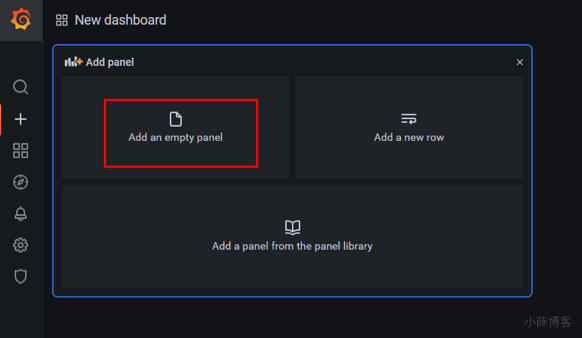 New dashboard
Add panel
Add an empty panel
Add a new row
Add a panel from the panel library
小薛博客